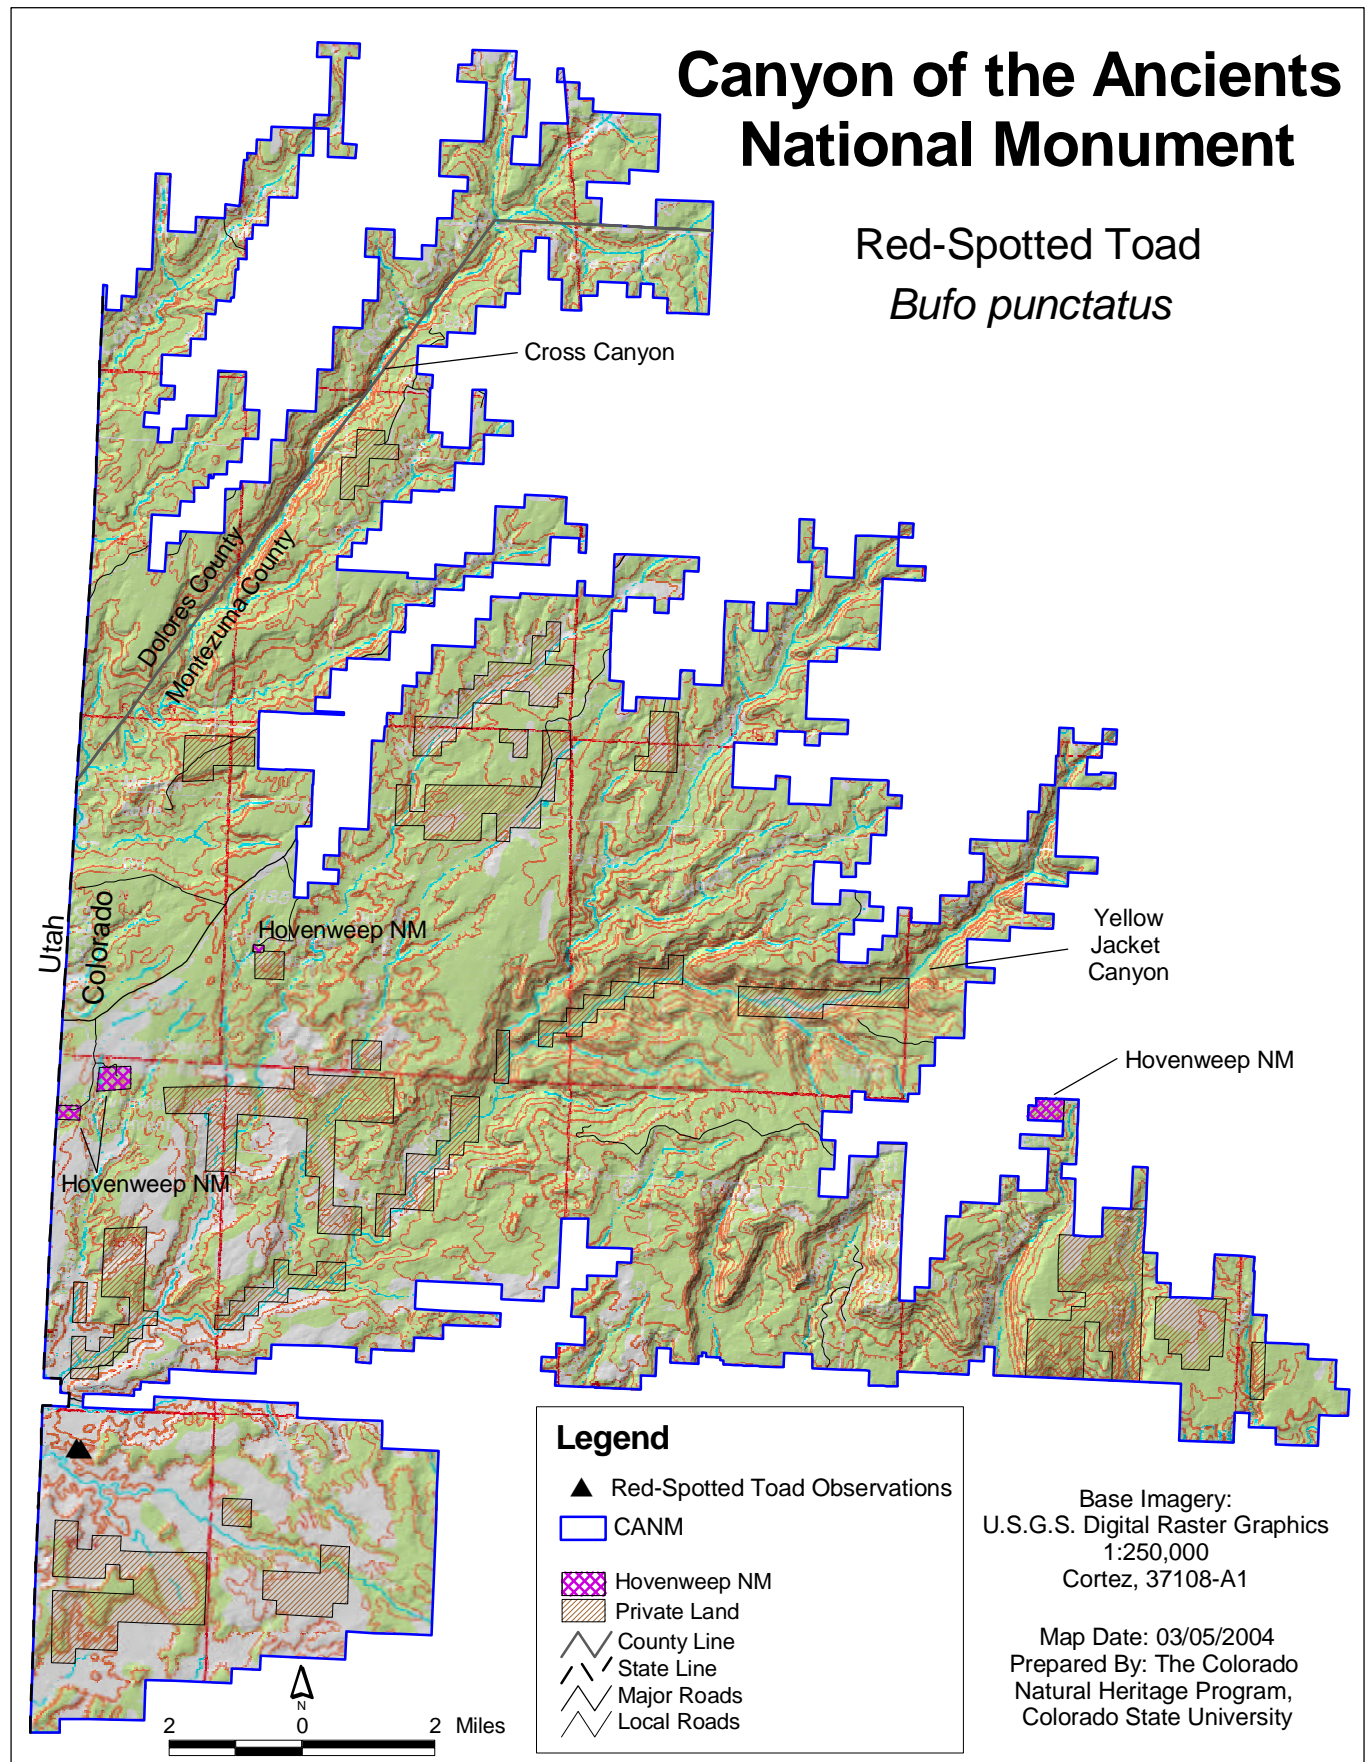 Canyon of the Ancients
National Monument
Red-Spotted Toad
Bufo punctatus
Cross Canyon
Dolores County
Montezuma County
Utah
Colorado
Hovenweep NM
Yellow
Jacket
Canyon
Hovenweep NM
Hovenweep NM
Legend
Red-Spotted Toad Observations
CANM
Hovenweep NM
Private Land
County Line
State Line
Major Roads
Local Roads
Base Imagery:
U.S.G.S. Digital Raster Graphics
1:250,000
Cortez, 37108-A1
Map Date: 03/05/2004
Prepared By: The Colorado
Natural Heritage Program,
Colorado State University
N
2 0 2 Miles